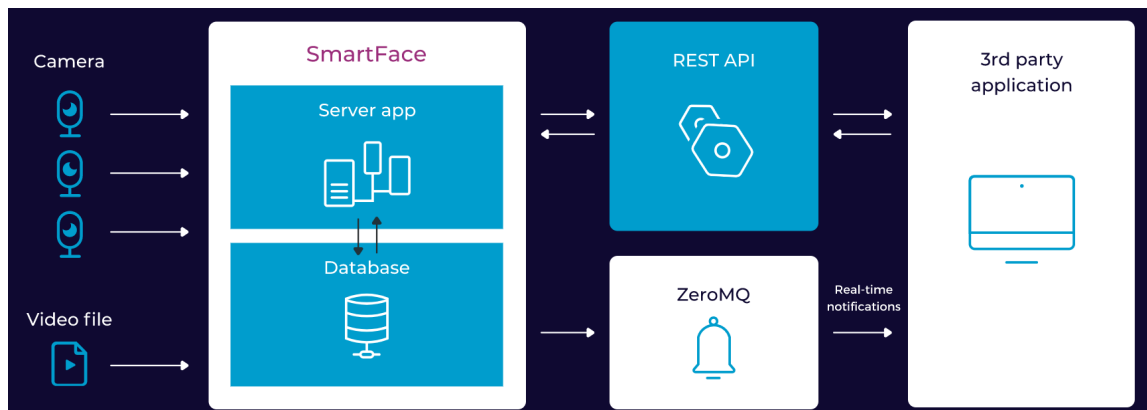 Camera
Video file
SmartFace
Server app
Database
REST API
ZeroMQ
Real-time
notifications
3rd party
application